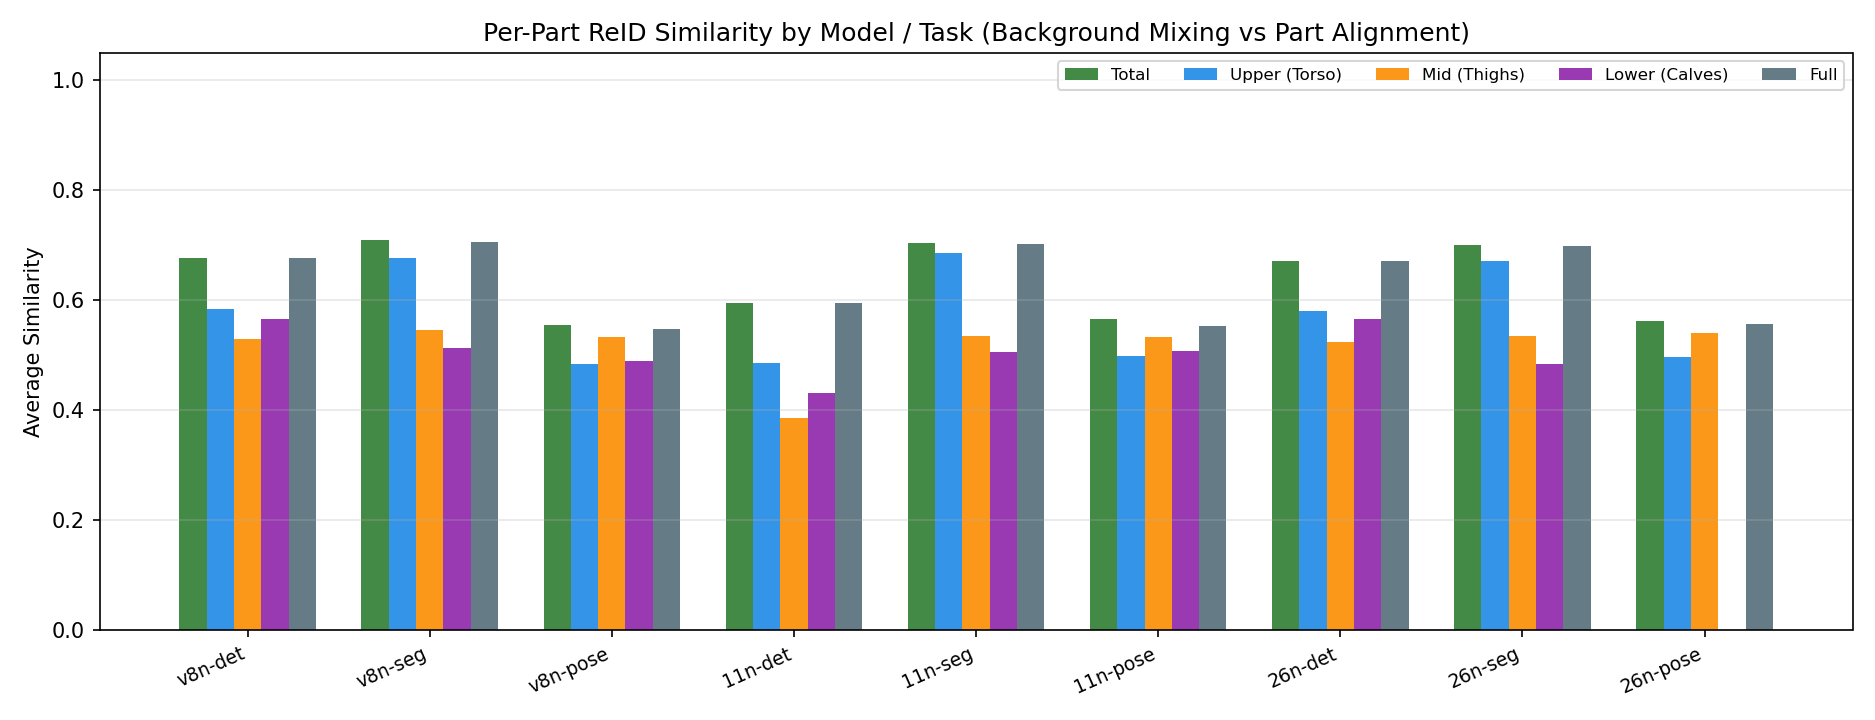 Per-Part ReID Similarity by Model / Task (Background Mixing vs Part Alignment)
Total Upper (Torso) Mid (Thighs) Lower (Calves) Full
Average Similarity
1.0
0.8
0.6
0.4
0.2
0.0
v8n-det v8n-seg v8n-pose 11n-det 11n-seg 11n-pose 26n-det 26n-seg 26n-pose